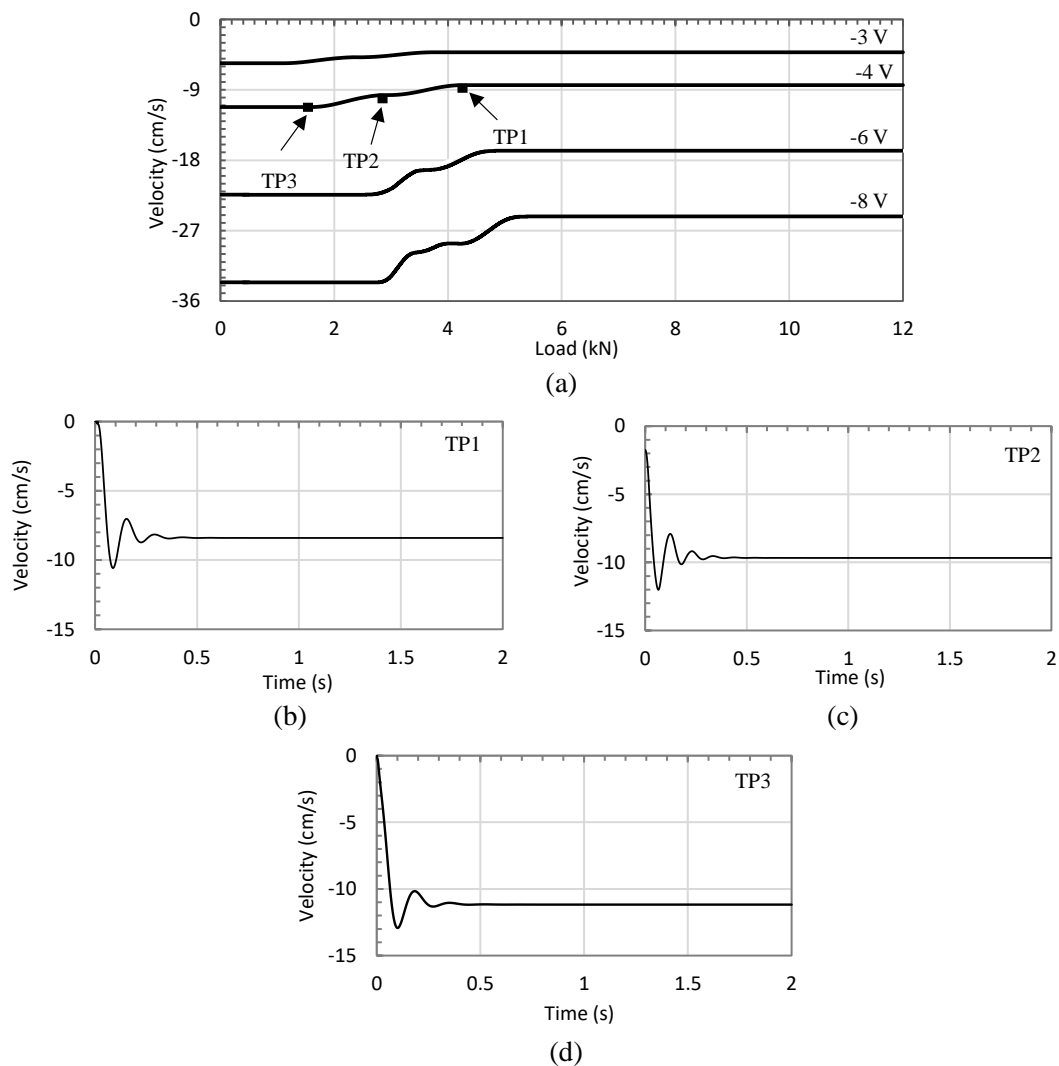 0
-9
-18
-27
-36
Velocity (cm/s)
-3 V
-4 V
-6 V
-8 V
TP1
TP2
TP3
0 2 4 6 8 10 12
Load (kN)
(a)
0
-5
-10
-15
Velocity (cm/s)
TP1
0 0.5 1 1.5 2
Time (s)
(b)
0
-5
-10
-15
Velocity (cm/s)
TP2
0 0.5 1 1.5 2
Time (s)
(c)
0
-5
-10
-15
Velocity (cm/s)
TP3
0 0.5 1 1.5 2
Time (s)
(d)